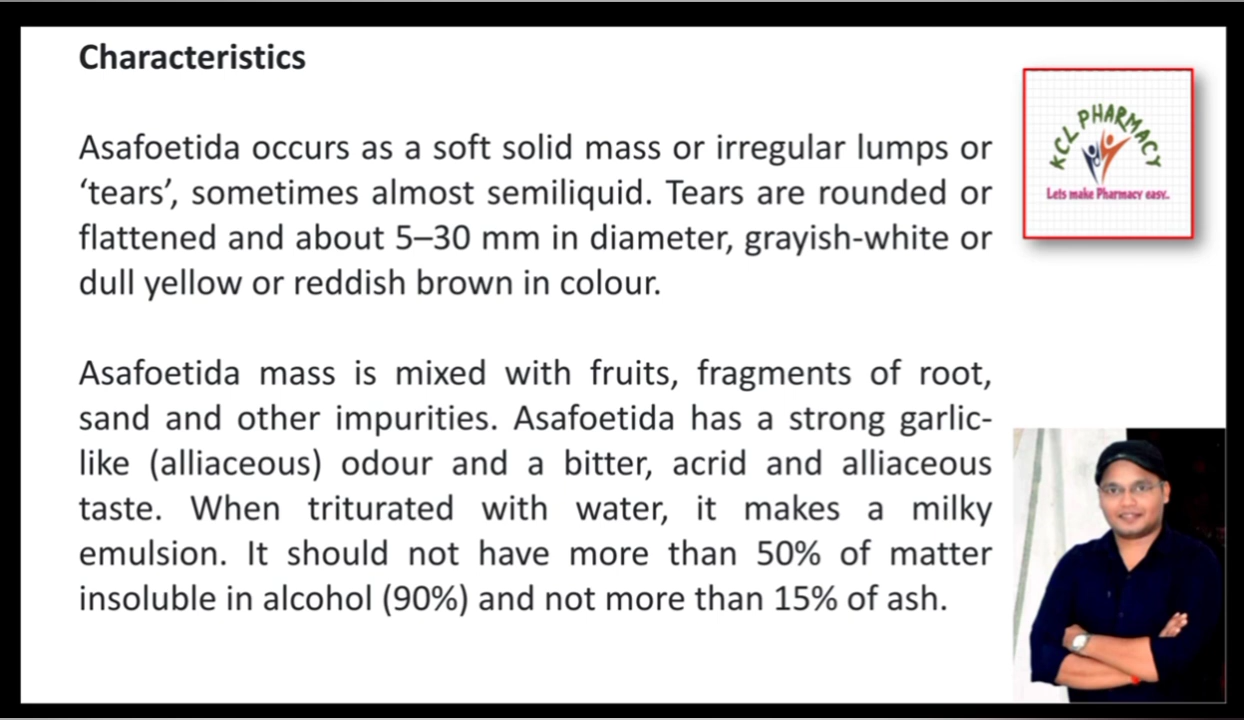 Characteristics
Asafoetida occurs as a soft solid mass or irregular lumps or
‘tears’, sometimes almost semiliquid. Tears are rounded or
flattened and about 5–30 mm in diameter, grayish-white or
dull yellow or reddish brown in colour.
Asafoetida mass is mixed with fruits, fragments of root,
sand and other impurities. Asafoetida has a strong garlic-
like (alliaceous) odour and a bitter, acrid and alliaceous
taste. When triturated with water, it makes a milky
emulsion. It should not have more than 50% of matter
insoluble in alcohol (90%) and not more than 15% of ash.
KCL PHARMACY
Lets make Pharmacy easy..